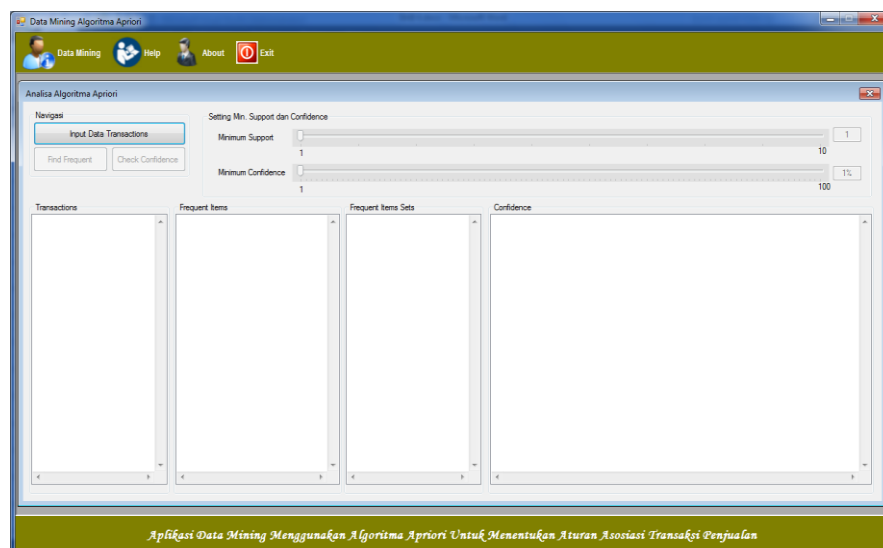 Data Mining Algoritma Apriori
Data Mining Help About Exit
Analisa Algoritma Apriori
Navigasi
Input Data Transactions
Find Frequent Check Confidence
Setting Min. Support dan Confidence
Minimum Support 1
1 10
Minimum Confidence 1%
1 100
Transactions Frequent Items Frequent Items Sets Confidence
Aplikasi Data Mining Menggunakan Algoritma Apriori Untuk Menentukan Aturan Asosiasi Transaksi Penjualan